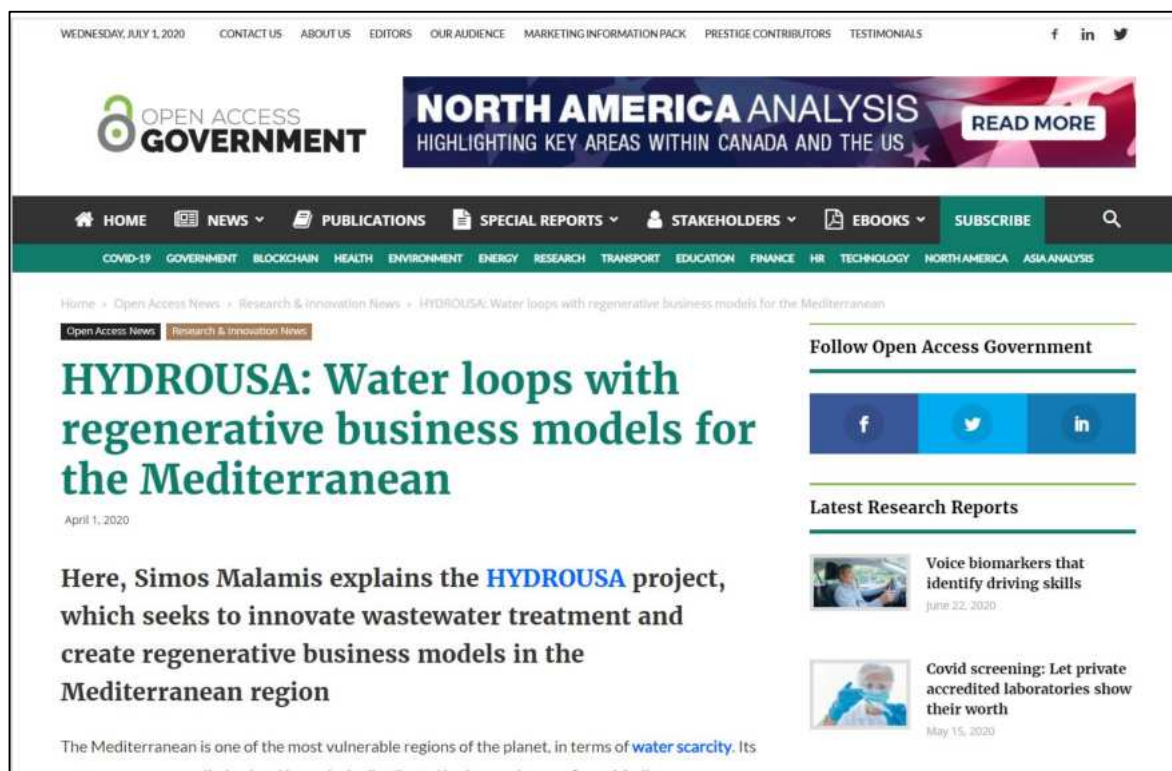 WEDNESDAY, JULY 1, 2020 CONTACT US ABOUT US EDITORS OUR AUDIENCE MARKETING INFORMATION PACK PRESTIGE CONTRIBUTORS TESTIMONIALS
OPEN ACCESS
GOVERNMENT
NORTH AMERICA ANALYSIS
HIGHLIGHTING KEY AREAS WITHIN CANADA AND THE US
READ MORE
HOME NEWS PUBLICATIONS SPECIAL REPORTS STAKEHOLDERS EBOOKS SUBSCRIBE
COVID-19 GOVERNMENT BLOCKCHAIN HEALTH ENVIRONMENT ENERGY RESEARCH TRANSPORT EDUCATION FINANCE HR TECHNOLOGY NORTH AMERICA ASIA ANALYSIS
Home › Open Access News › Research & Innovation News › HYDROUSA: Water loops with regenerative business models for the Mediterranean
Open Access News Research & Innovation News
HYDROUSA: Water loops with
regenerative business models for
the Mediterranean
April 1, 2020
Here, Simos Malamis explains the HYDROUSA project,
which seeks to innovate wastewater treatment and
create regenerative business models in the
Mediterranean region
The Mediterranean is one of the most vulnerable regions of the planet, in terms of water scarcity. Its
Follow Open Access Government
Latest Research Reports
Voice biomarkers that
identify driving skills
June 22, 2020
Covid screening: Let private
accredited laboratories show
their worth
May 15, 2020